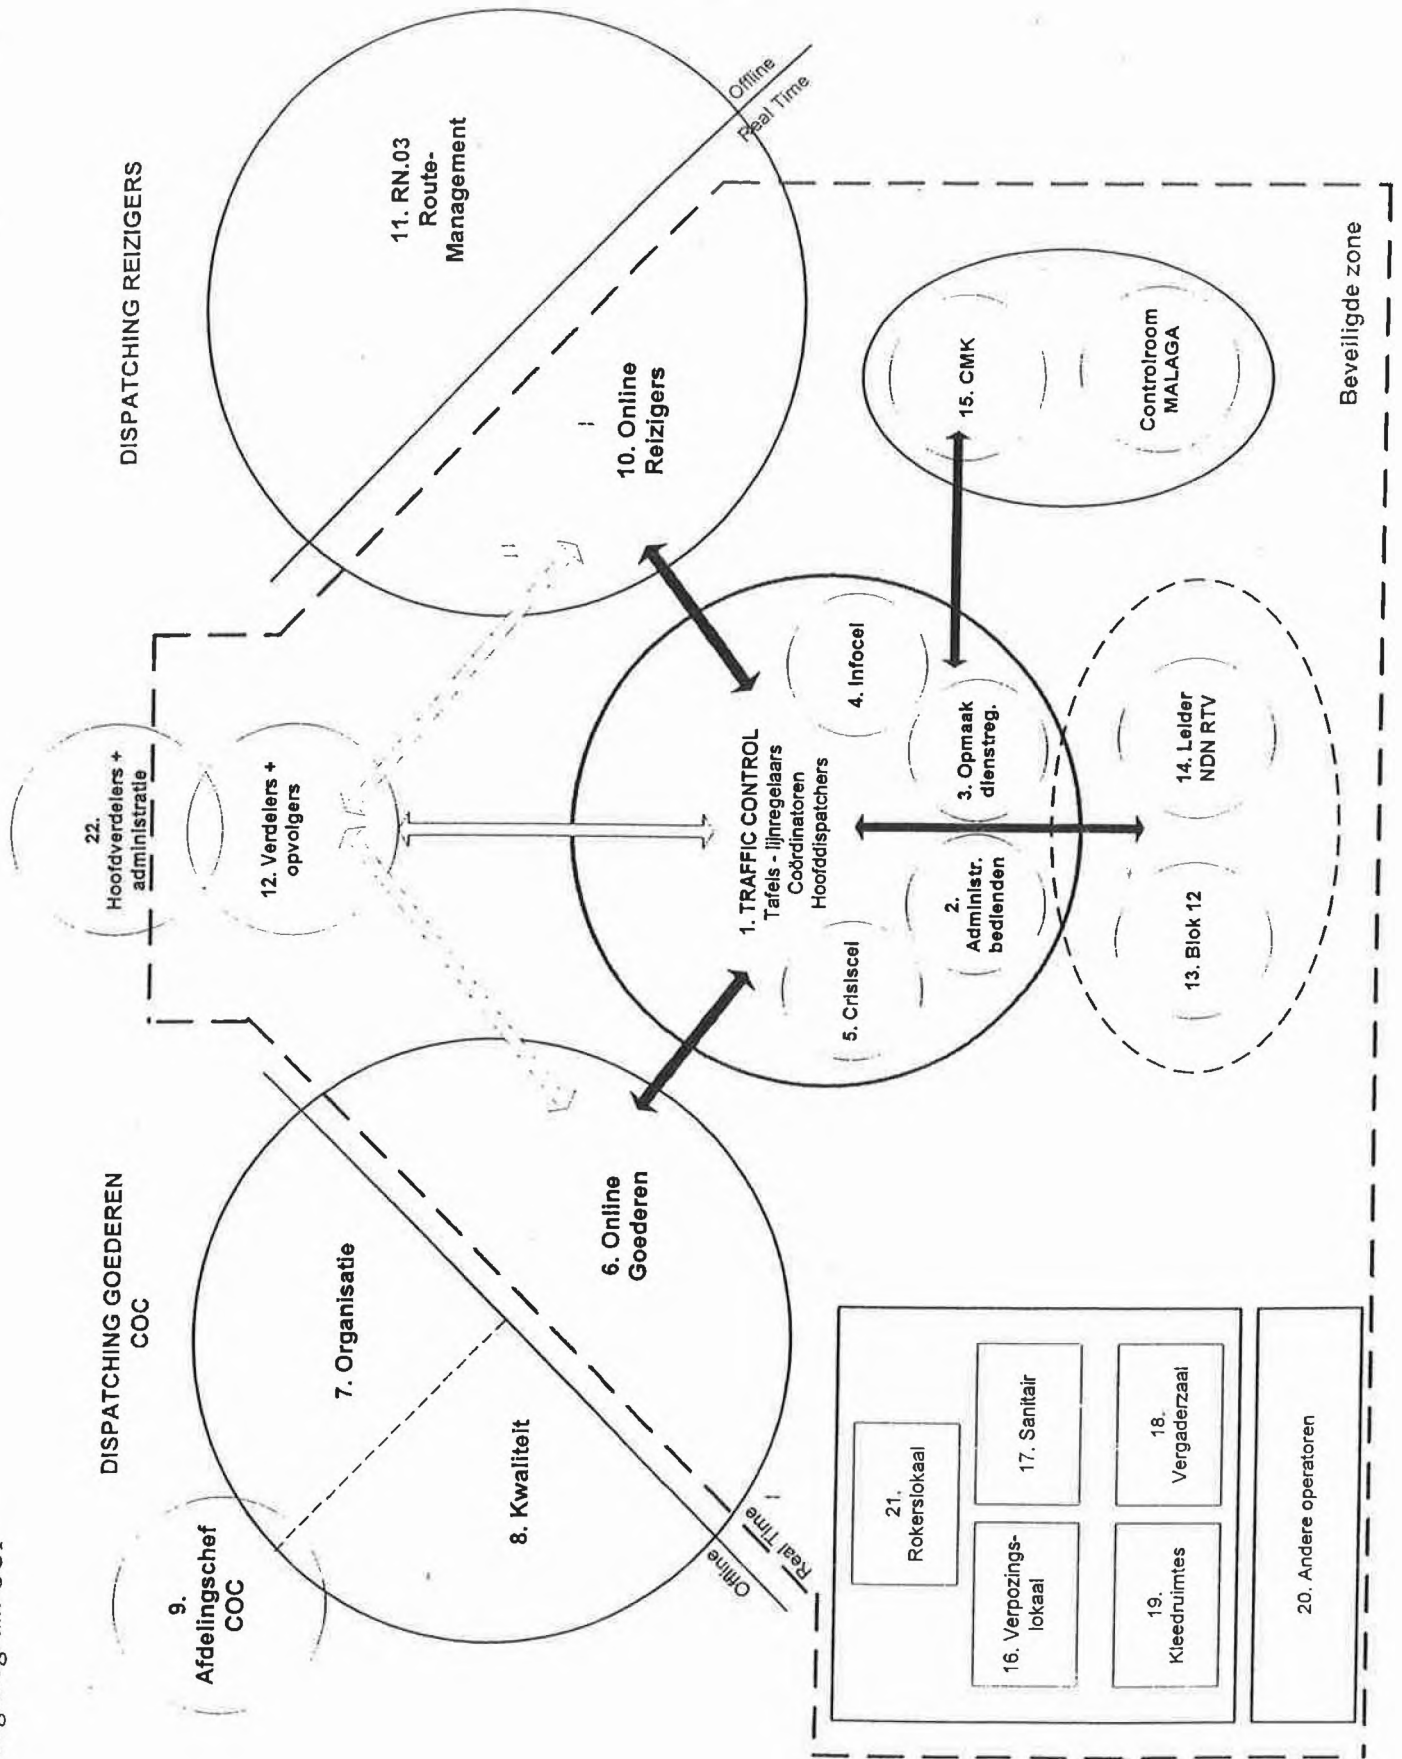 DISPATCHING GOEDEREN
COC
DISPATCHING REIZIGERS
22.
Hoofdverdelers +
administratie
12. Verdelers +
opvolgers
9.
Afdelingschef
COC
7. Organisatie
8. Kwaliteit
6. Online
Goederen
Offline
Real Time
11. RN.03
Route-
Management
10. Online
Reizigers
Offline
Real Time
1. TRAFFIC CONTROL
Tafels - lijnregelaars
Coördinatoren
Hoofddispatchers
5. Crisiscel
4. Infocel
2.
Administr.
bedienden
3. Opmaak
dienstreg.
13. Blok 12
14. Leider
NDN RTV
15. CMK
Controlroom
MALAGA
21.
Rokerslokaal
16. Verpozings-
lokaal
17. Sanitair
19.
Kleedruimtes
18.
Vergaderzaal
20. Andere operatoren
Beveiligde zone